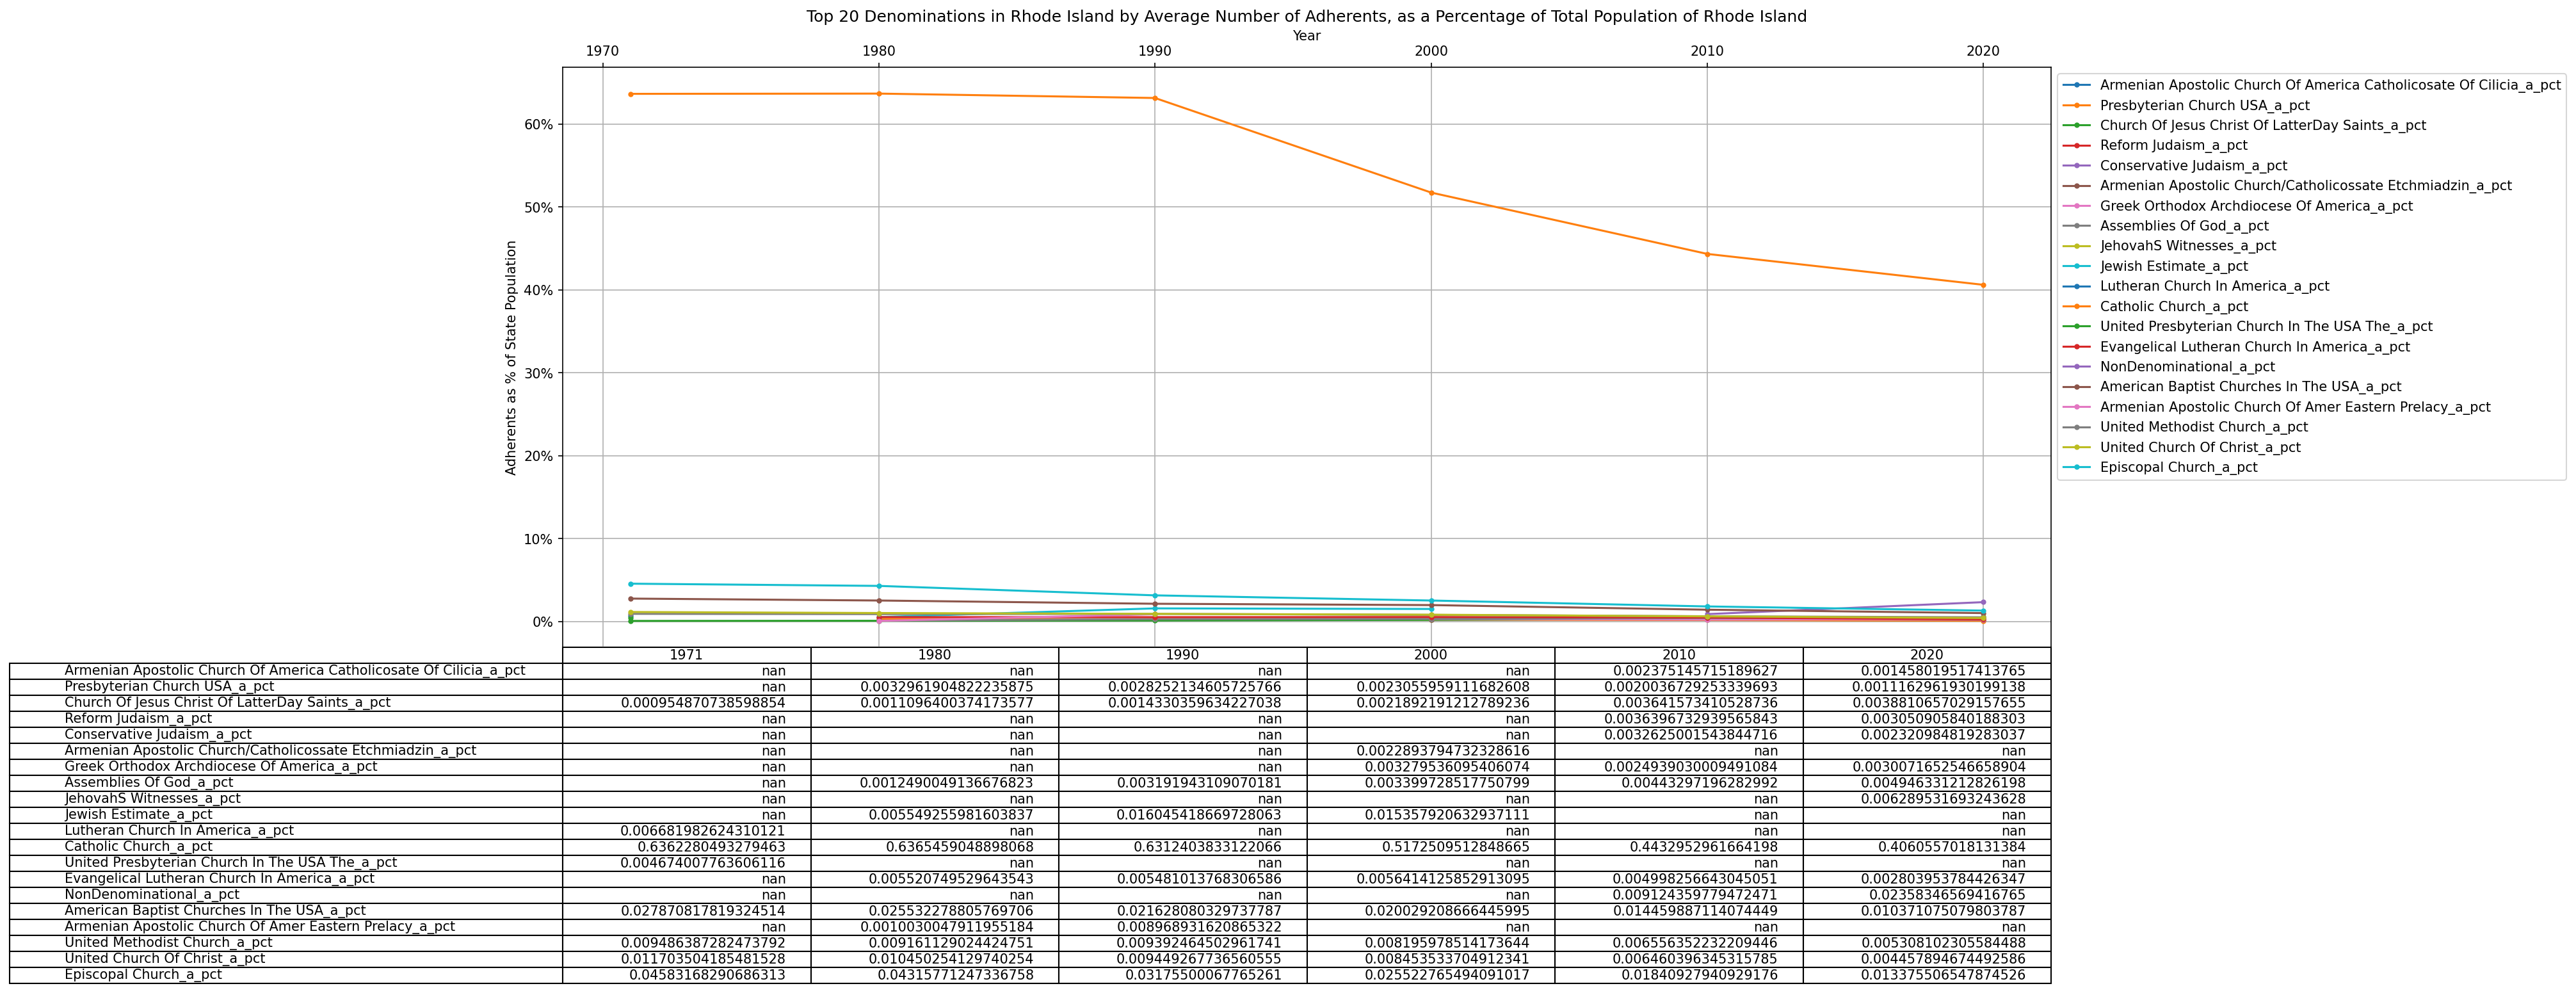 Top 20 Denominations in Rhode Island by Average Number of Adherents, as a Percentage of Total Population of Rhode Island
Year
1970 1980 1990 2000 2010 2020
Adherents as % of State Population
60%
50%
40%
30%
20%
10%
0%
Armenian Apostolic Church Of America Catholicosate Of Cilicia_a_pct
Presbyterian Church USA_a_pct
Church Of Jesus Christ Of LatterDay Saints_a_pct
Reform Judaism_a_pct
Conservative Judaism_a_pct
Armenian Apostolic Church/Catholicossate Etchmiadzin_a_pct
Greek Orthodox Archdiocese Of America_a_pct
Assemblies Of God_a_pct
JehovahS Witnesses_a_pct
Jewish Estimate_a_pct
Lutheran Church In America_a_pct
Catholic Church_a_pct
United Presbyterian Church In The USA The_a_pct
Evangelical Lutheran Church In America_a_pct
NonDenominational_a_pct
American Baptist Churches In The USA_a_pct
Armenian Apostolic Church Of Amer Eastern Prelacy_a_pct
United Methodist Church_a_pct
United Church Of Christ_a_pct
Episcopal Church_a_pct
1971 1980 1990 2000 2010 2020
Armenian Apostolic Church Of America Catholicosate Of Cilicia_a_pct nan nan nan nan 0.002375145715189627 0.001458019517413765
Presbyterian Church USA_a_pct nan 0.0032961904822235875 0.0028252134605725766 0.0023055959111682608 0.0020036729253339693 0.0011162961930199138
Church Of Jesus Christ Of LatterDay Saints_a_pct 0.000954870738598854 0.0011096400374173577 0.0014330359634227038 0.0021892191212789236 0.003641573410528736 0.0038810657029157655
Reform Judaism_a_pct nan nan nan nan 0.0036396732939565843 0.003050905840188303
Conservative Judaism_a_pct nan nan nan nan 0.0032625001543844716 0.002320984819283037
Armenian Apostolic Church/Catholicossate Etchmiadzin_a_pct nan nan nan 0.0022893794732328616 nan nan
Greek Orthodox Archdiocese Of America_a_pct nan nan nan 0.003279536095406074 0.0024939030009491084 0.0030071652546658904
Assemblies Of God_a_pct nan 0.0012490049136676823 0.003191943109070181 0.003399728517750799 0.00443297196282992 0.004946331212826198
JehovahS Witnesses_a_pct nan nan nan nan nan 0.006289531693243628
Jewish Estimate_a_pct nan 0.005549255981603837 0.016045418669728063 0.015357920632937111 nan nan
Lutheran Church In America_a_pct 0.006681982624310121 nan nan nan nan nan
Catholic Church_a_pct 0.6362280493279463 0.6365459048898068 0.6312403833122066 0.5172509512848665 0.4432952961664198 0.4060557018131384
United Presbyterian Church In The USA The_a_pct 0.004674007763606116 nan nan nan nan nan
Evangelical Lutheran Church In America_a_pct nan 0.005520749529643543 0.005481013768306586 0.0056414125852913095 0.004998256643045051 0.002803953784426347
NonDenominational_a_pct nan nan nan nan 0.009124359779472471 0.02358346569416765
American Baptist Churches In The USA_a_pct 0.027870817819324514 0.025532278805769706 0.021628080329737787 0.020029208666445995 0.014459887114074449 0.010371075079803787
Armenian Apostolic Church Of Amer Eastern Prelacy_a_pct nan 0.0010030047911955184 0.008968931620865322 nan nan nan
United Methodist Church_a_pct 0.009486387282473792 0.009161129024424751 0.009392464502961741 0.008195978514173644 0.006556352232209446 0.005308102305584488
United Church Of Christ_a_pct 0.011703504185481528 0.010450254129740254 0.009449267736560555 0.008453533704912341 0.006460396345315785 0.004457894674492586
Episcopal Church_a_pct 0.04583168290686313 0.04315771247336758 0.03175500067765261 0.025522765494091017 0.01840927940929176 0.013375506547874526